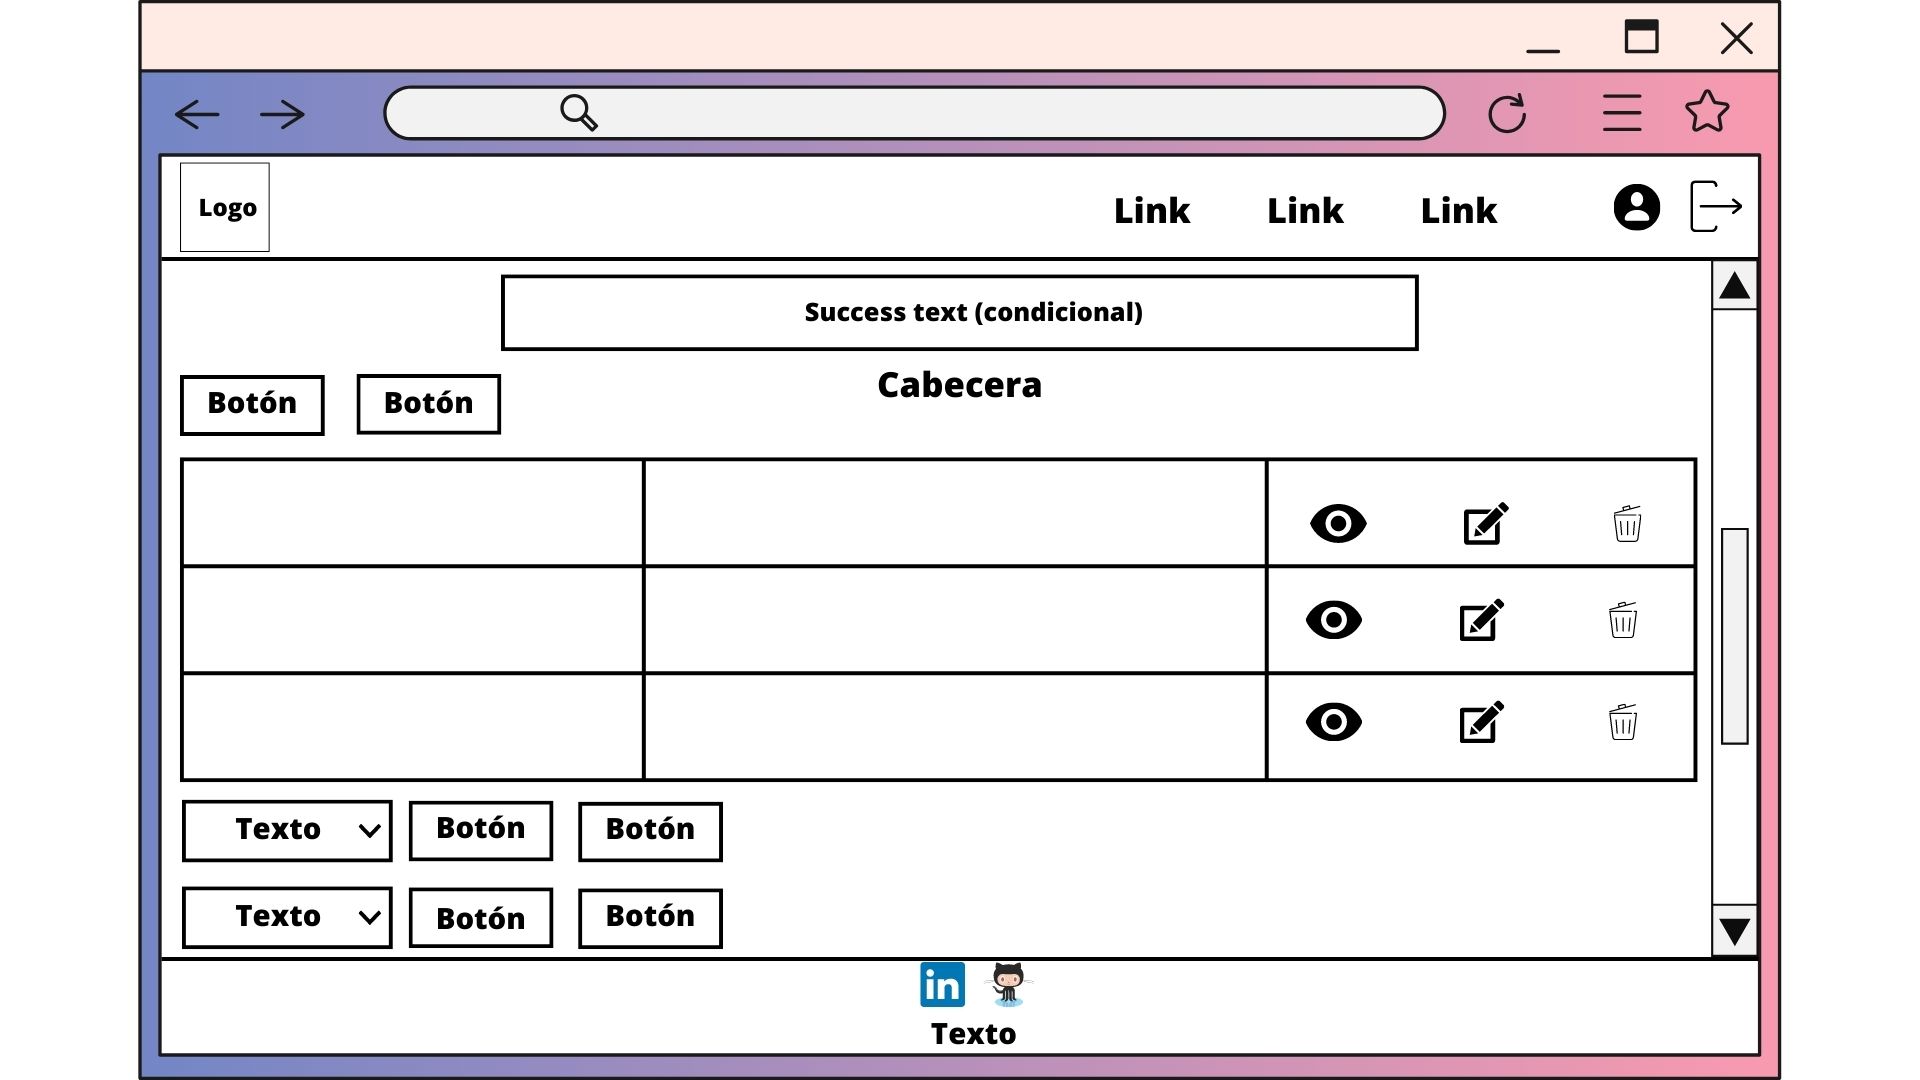 Logo
Link Link Link
Success text (condicional)
Cabecera
Botón Botón
Texto Botón Botón
Texto Botón Botón
in
Texto